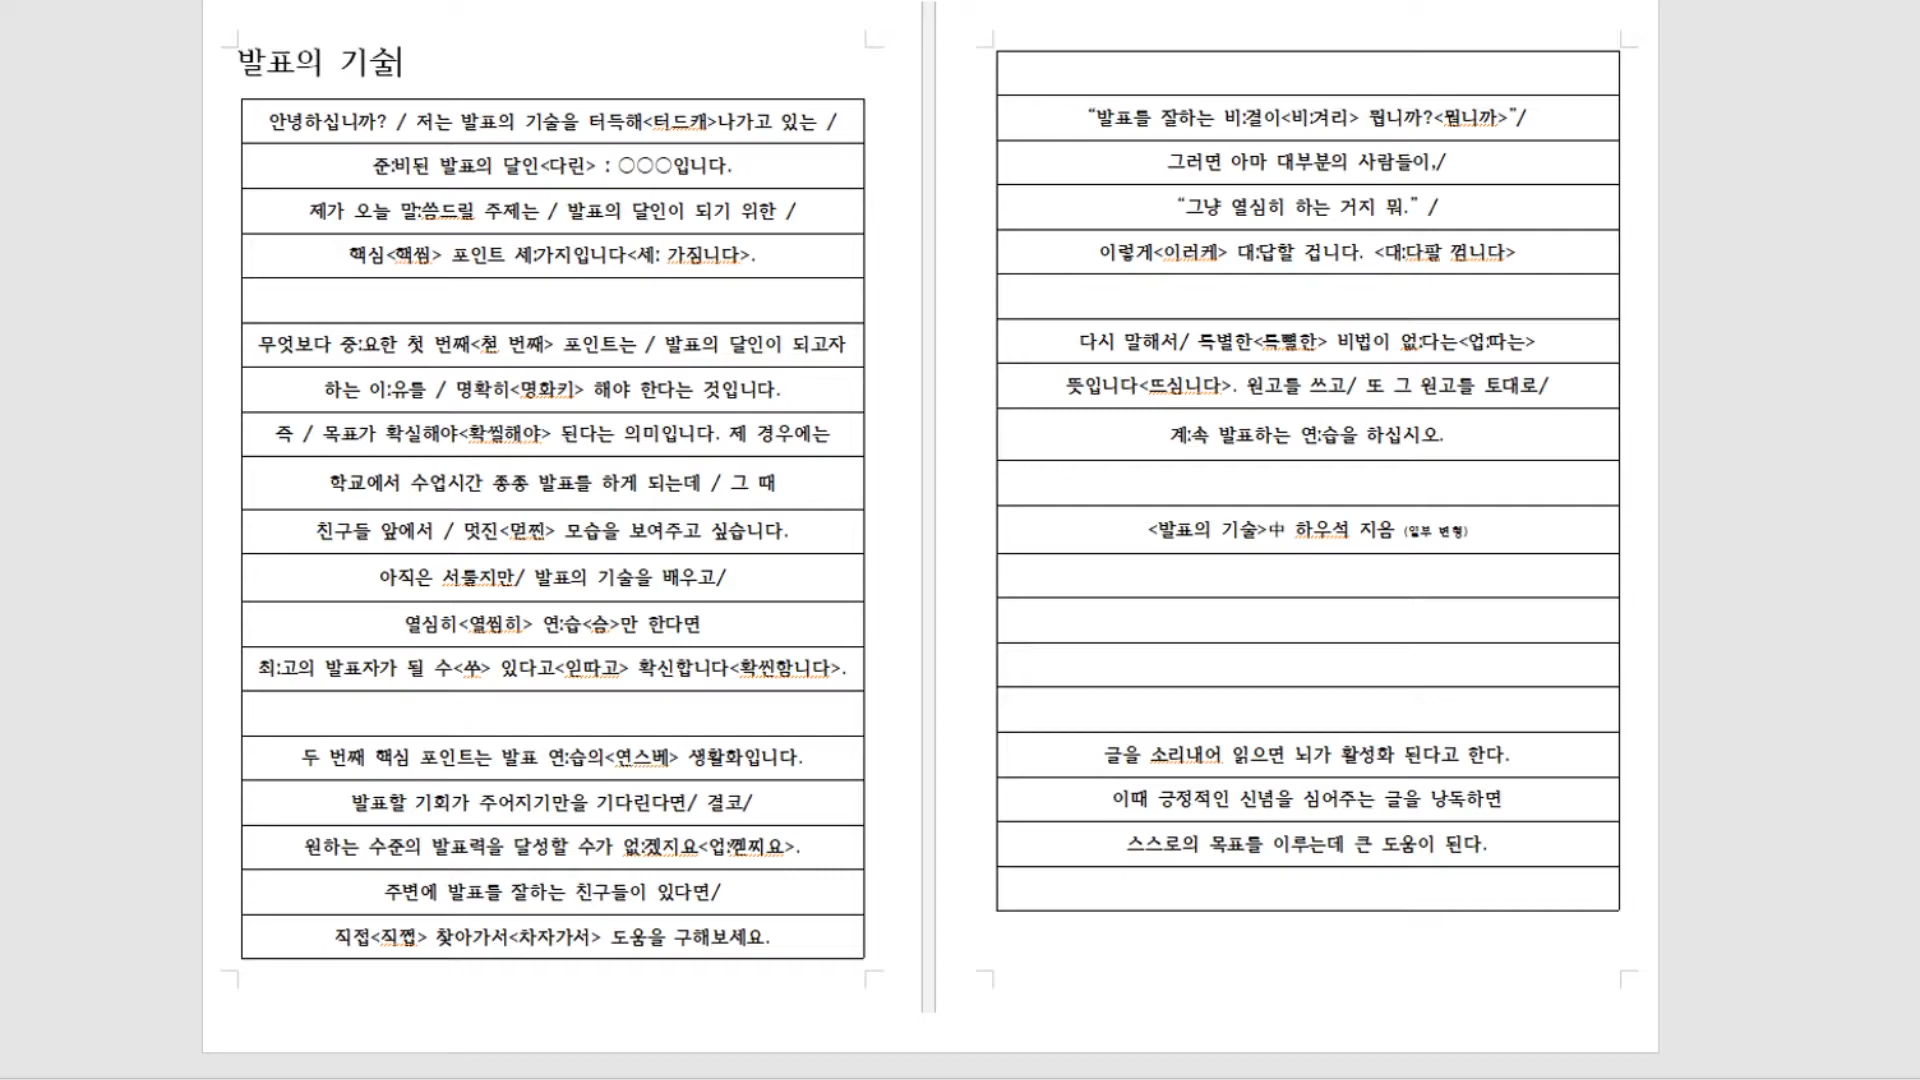 발표의 기술
안녕하십니까? / 저는 발표의 기술을 터득해<터드캐>나가고 있는 /
준:비된 발표의 달인<다린> : ○○○입니다.
제가 오늘 말:씀드릴 주제는 / 발표의 달인이 되기 위한 /
핵심<핵씸> 포인트 세:가지입니다<세: 가짐니다>.
무엇보다 중:요한 첫 번째<첟 번째> 포인트는 / 발표의 달인이 되고자
하는 이:유를 / 명확히<명화키> 해야 한다는 것입니다.
즉 / 목표가 확실해야<확씰해야> 된다는 의미입니다. 제 경우에는
학교에서 수업시간 종종 발표를 하게 되는데 / 그 때
친구들 앞에서 / 멋진<먿찐> 모습을 보여주고 싶습니다.
아직은 서툴지만/ 발표의 기술을 배우고/
열심히<열씸히> 연:습<슴>만 한다면
최:고의 발표자가 될 수<쑤> 있다고<읻따고> 확신합니다<확씬함니다>.
두 번째 핵심 포인트는 발표 연:습의<연스베> 생활화입니다.
발표할 기회가 주어지기만을 기다린다면/ 결코/
원하는 수준의 발표력을 달성할 수가 없:겠지요<업:껟찌요>.
주변에 발표를 잘하는 친구들이 있다면/
직접<직쩝> 찾아가서<차자가서> 도움을 구해보세요.
“발표를 잘하는 비:결이<비:겨리> 뭡니까?<뭠니까>”/
그러면 아마 대부분의 사람들이,/
“그냥 열심히 하는 거지 뭐.” /
이렇게<이러케> 대:답할 겁니다. <대:다팔 껌니다>
다시 말해서/ 특별한<특뼐한> 비법이 없:다는<업:따는>
뜻입니다<뜨심니다>. 원고를 쓰고/ 또 그 원고를 토대로/
계:속 발표하는 연:습을 하십시오.
<발표의 기술>中 하우석 지음 (일부 변형)
글을 소리내어 읽으면 뇌가 활성화 된다고 한다.
이때 긍정적인 신념을 심어주는 글을 낭독하면
스스로의 목표를 이루는데 큰 도움이 된다.